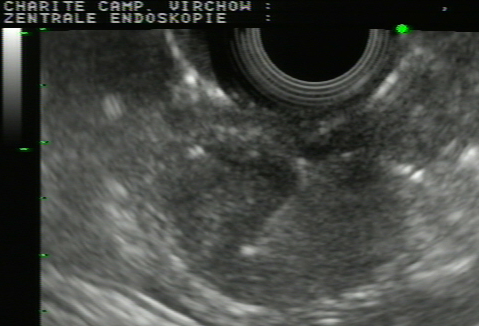 CHARITE CAMP. VIRCHOW :
ZENTRALE ENDOSKOPIE :